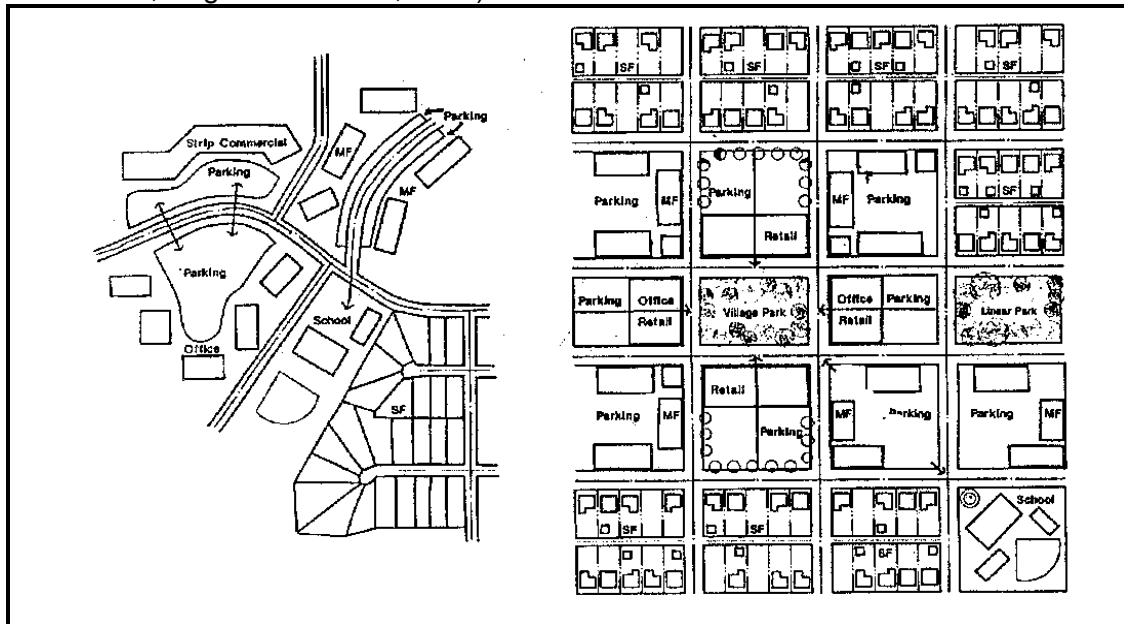 Parking
Strip Commercial
MF
Parking
MF
Parking
School
Office
SF
SF
SF
SF
SF
SF
Parking
MF
Parking
MF
Parking
Retail
Parking
Office
Retail
Village Park
Office
Parking
Retail
Linear Park
Retail
Parking
MF
Parking
MF
Parking
Parking
MF
School
SF
SF
SF